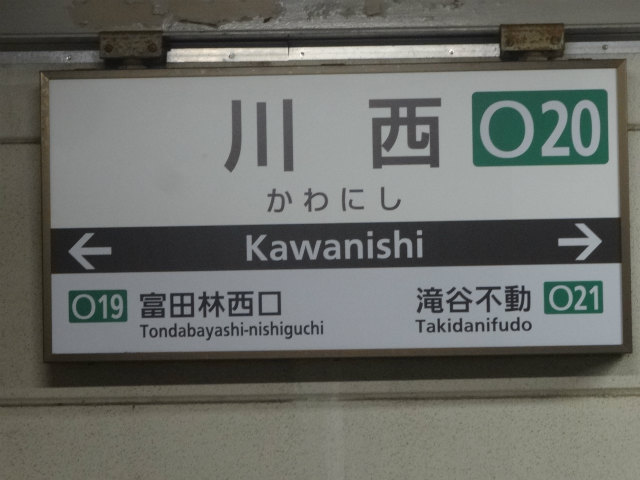 川西 O20
かわにし
← Kawanishi →
O19 富田林西口 滝谷不動 O21
Tondabayashi-nishiguchi Takidanifudo